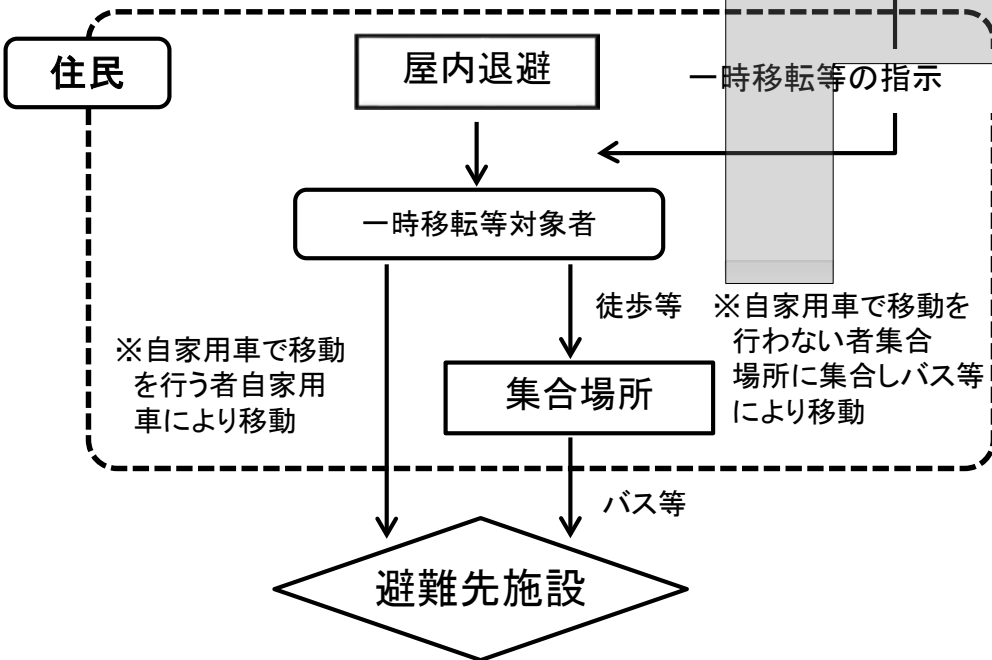 住民
屋内退避
一時移転等の指示
一時移転等対象者
徒歩等
※自家用車で移動を
行わない者集合
場所に集合しバス等
により移動
※自家用車で移動
を行う者自家用
車により移動
集合場所
バス等
避難先施設